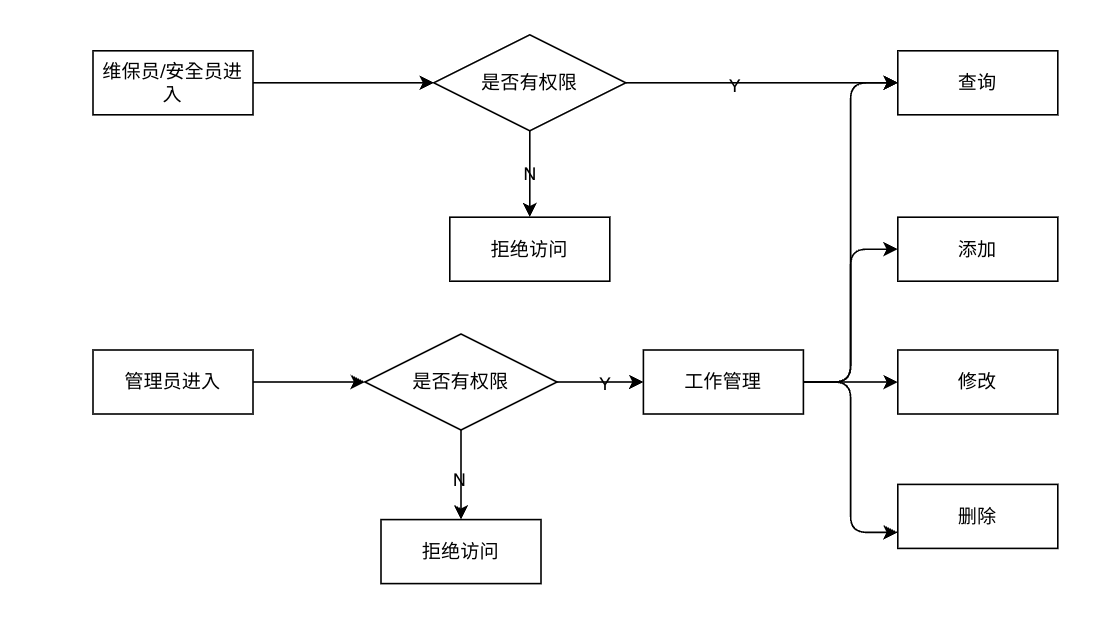 维保员/安全员进
入
是否有权限
Y
查询
N
拒绝访问
添加
管理员进入
是否有权限
Y
工作管理
修改
N
拒绝访问
删除